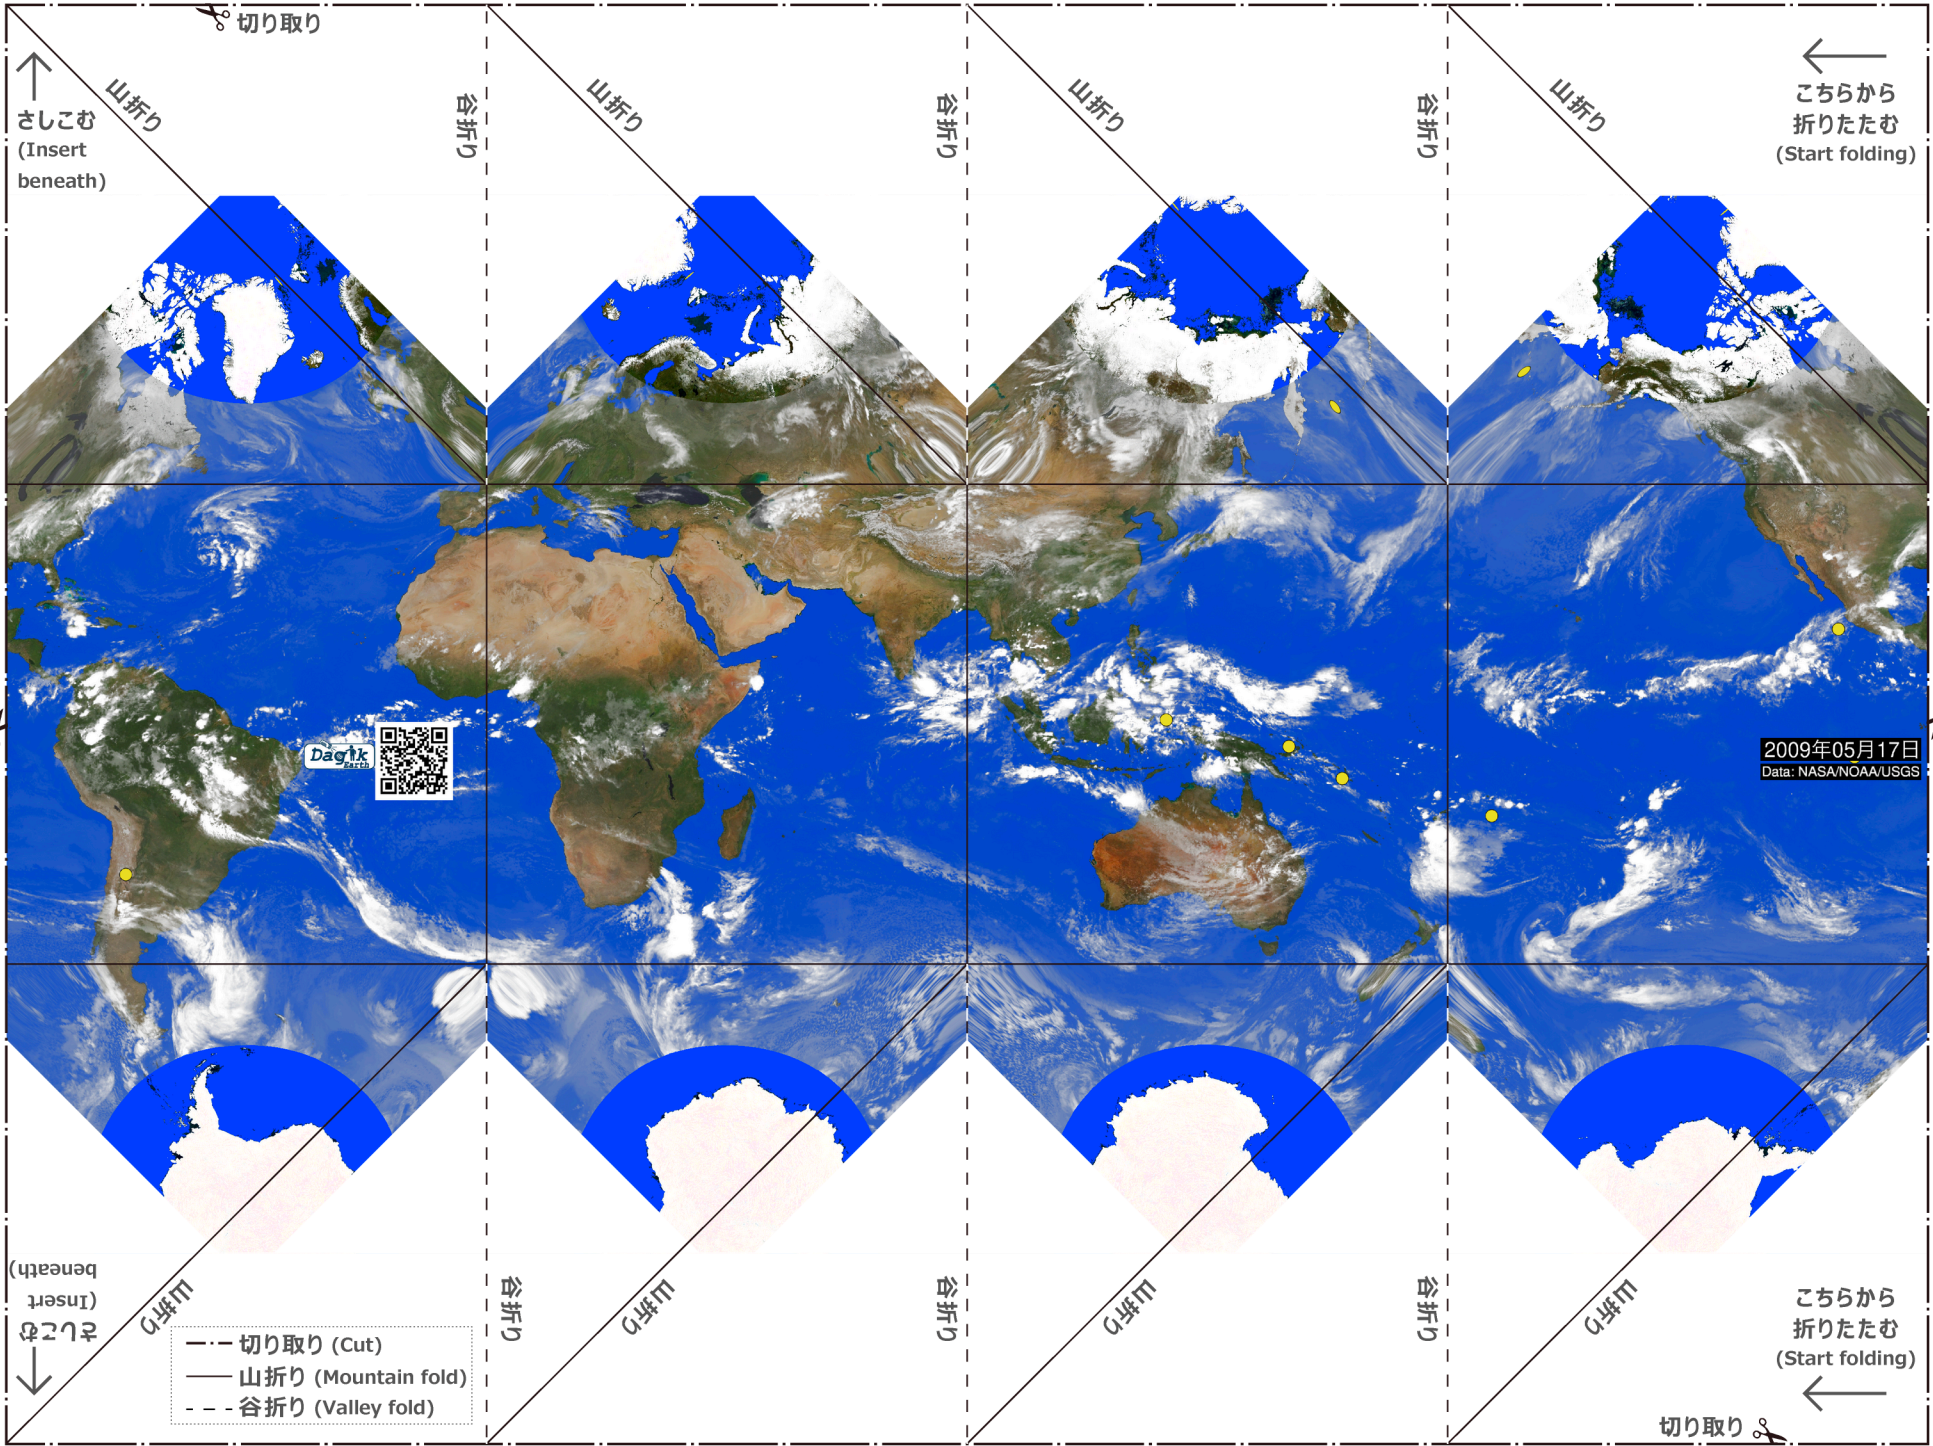 切り取り
山折り
谷折り
山折り
谷折り
山折り
谷折り
山折り
さしこむ
(Insert
beneath)
こちらから
折りたたむ
(Start folding)
Dagik
Earth
2009年05月17日
Data: NASA/NOAA/USGS
さしこむ
(Insert
beneath)
山折り
谷折り
山折り
谷折り
山折り
谷折り
山折り
切り取り (Cut)
山折り (Mountain fold)
谷折り (Valley fold)
こちらから
折りたたむ
(Start folding)
切り取り